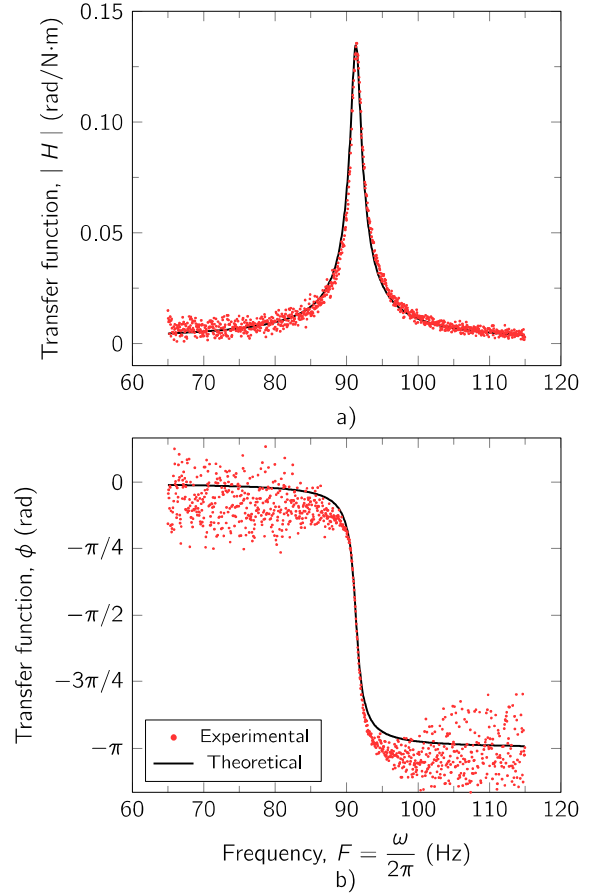 Transfer function, | H | (rad/N·m)
0.15
0.10
0.05
0
60 70 80 90 100 110 120
a)
Transfer function, ϕ (rad)
0
−π/4
−π/2
−3π/4
−π
Experimental
Theoretical
60 70 80 90 100 110 120
Frequency, F = ω/2π (Hz)
b)